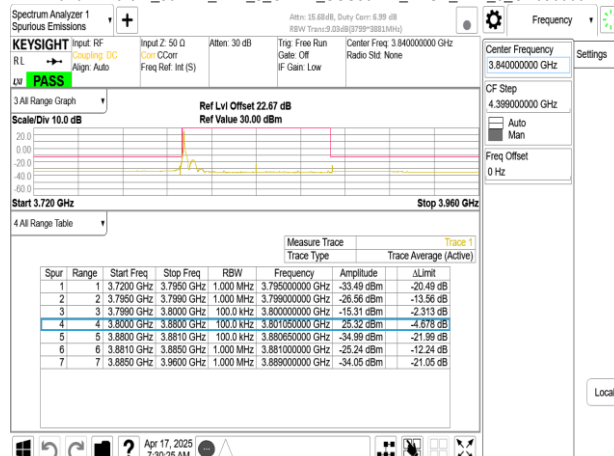 Spectrum Analyzer 1
Spurious Emissions
Attn: 15.68dB, Duty Corr: 6.99 dB
RBW Trans:9.03dB(3799~3881MHz)
Frequency
Settings
KEYSIGHT
RL
PASS
Input: RF
Coupling: DC
Align: Auto
Input Z: 50 Ω
Corr CCorr
Freq Ref: Int (S)
Atten: 30 dB
Trig: Free Run
Gate: Off
IF Gain: Low
Center Freq: 3.840000000 GHz
Radio Std: None
Center Frequency
3.840000000 GHz
CF Step
4.399000000 GHz
Auto
Man
Freq Offset
0 Hz
3 All Range Graph
Scale/Div 10.0 dB
Ref Lvl Offset 22.67 dB
Ref Value 30.00 dBm
20.0
0.00
-20.0
-40.0
-60.0
Start 3.720 GHz
Stop 3.960 GHz
4 All Range Table
Measure Trace Trace 1
Trace Type Trace Average (Active)
Spur Range Start Freq Stop Freq RBW Frequency Amplitude ΔLimit
1 1 3.7200 GHz 3.7950 GHz 1.000 MHz 3.795000000 GHz -33.49 dBm -20.49 dB
2 2 3.7950 GHz 3.7990 GHz 1.000 MHz 3.799000000 GHz -26.56 dBm -13.56 dB
3 3 3.7990 GHz 3.8000 GHz 100.0 kHz 3.800000000 GHz -15.31 dBm -2.313 dB
4 4 3.8000 GHz 3.8800 GHz 100.0 kHz 3.801050000 GHz 25.32 dBm -4.678 dB
5 5 3.8800 GHz 3.8810 GHz 100.0 kHz 3.880650000 GHz -34.99 dBm -21.99 dB
6 6 3.8810 GHz 3.8850 GHz 1.000 MHz 3.881000000 GHz -25.24 dBm -12.24 dB
7 7 3.8850 GHz 3.9600 GHz 1.000 MHz 3.889000000 GHz -34.05 dBm -21.05 dB
Local
?
Apr 17, 2025
7:30:25 AM